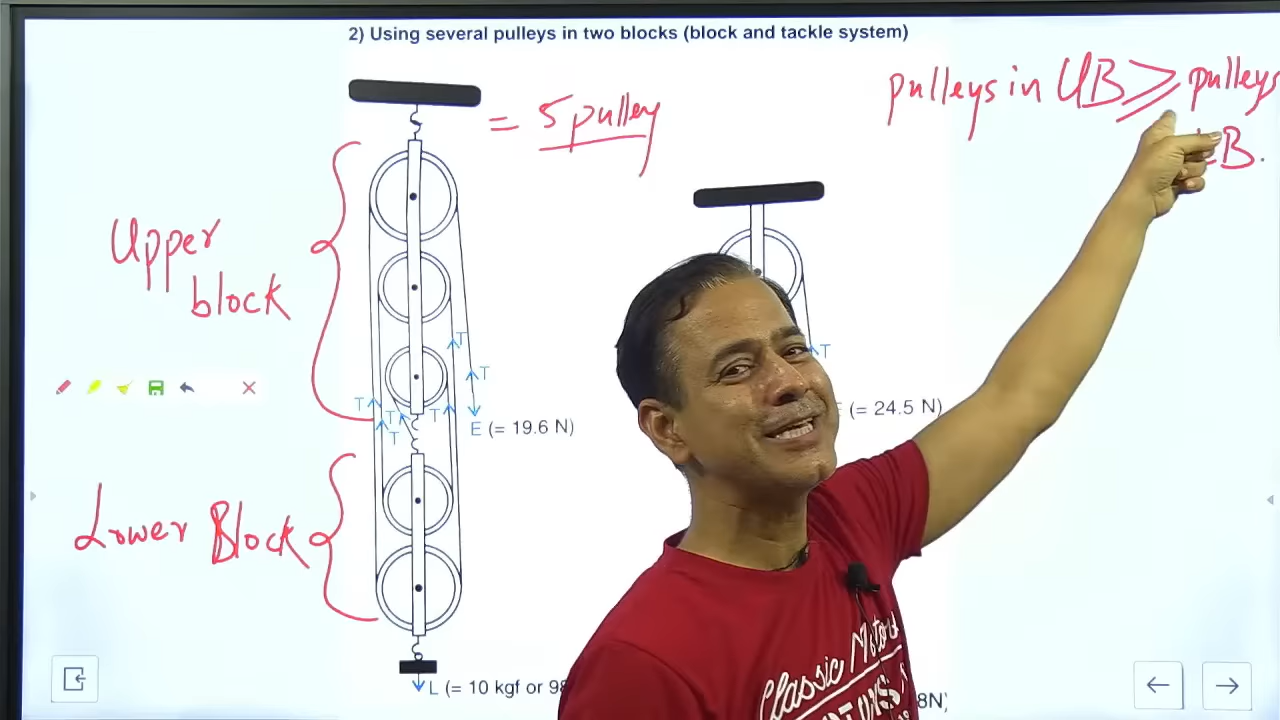 2) Using several pulleys in two blocks (block and tackle system)
pulleys in UB ≥ pulleys
B.
= 5 pulley
Upper
block
T
T
T
T
T
T
T
E (= 19.6 N)
(= 24.5 N)
Lower Block
L (= 10 kgf or 98
8N)
Classic Motors